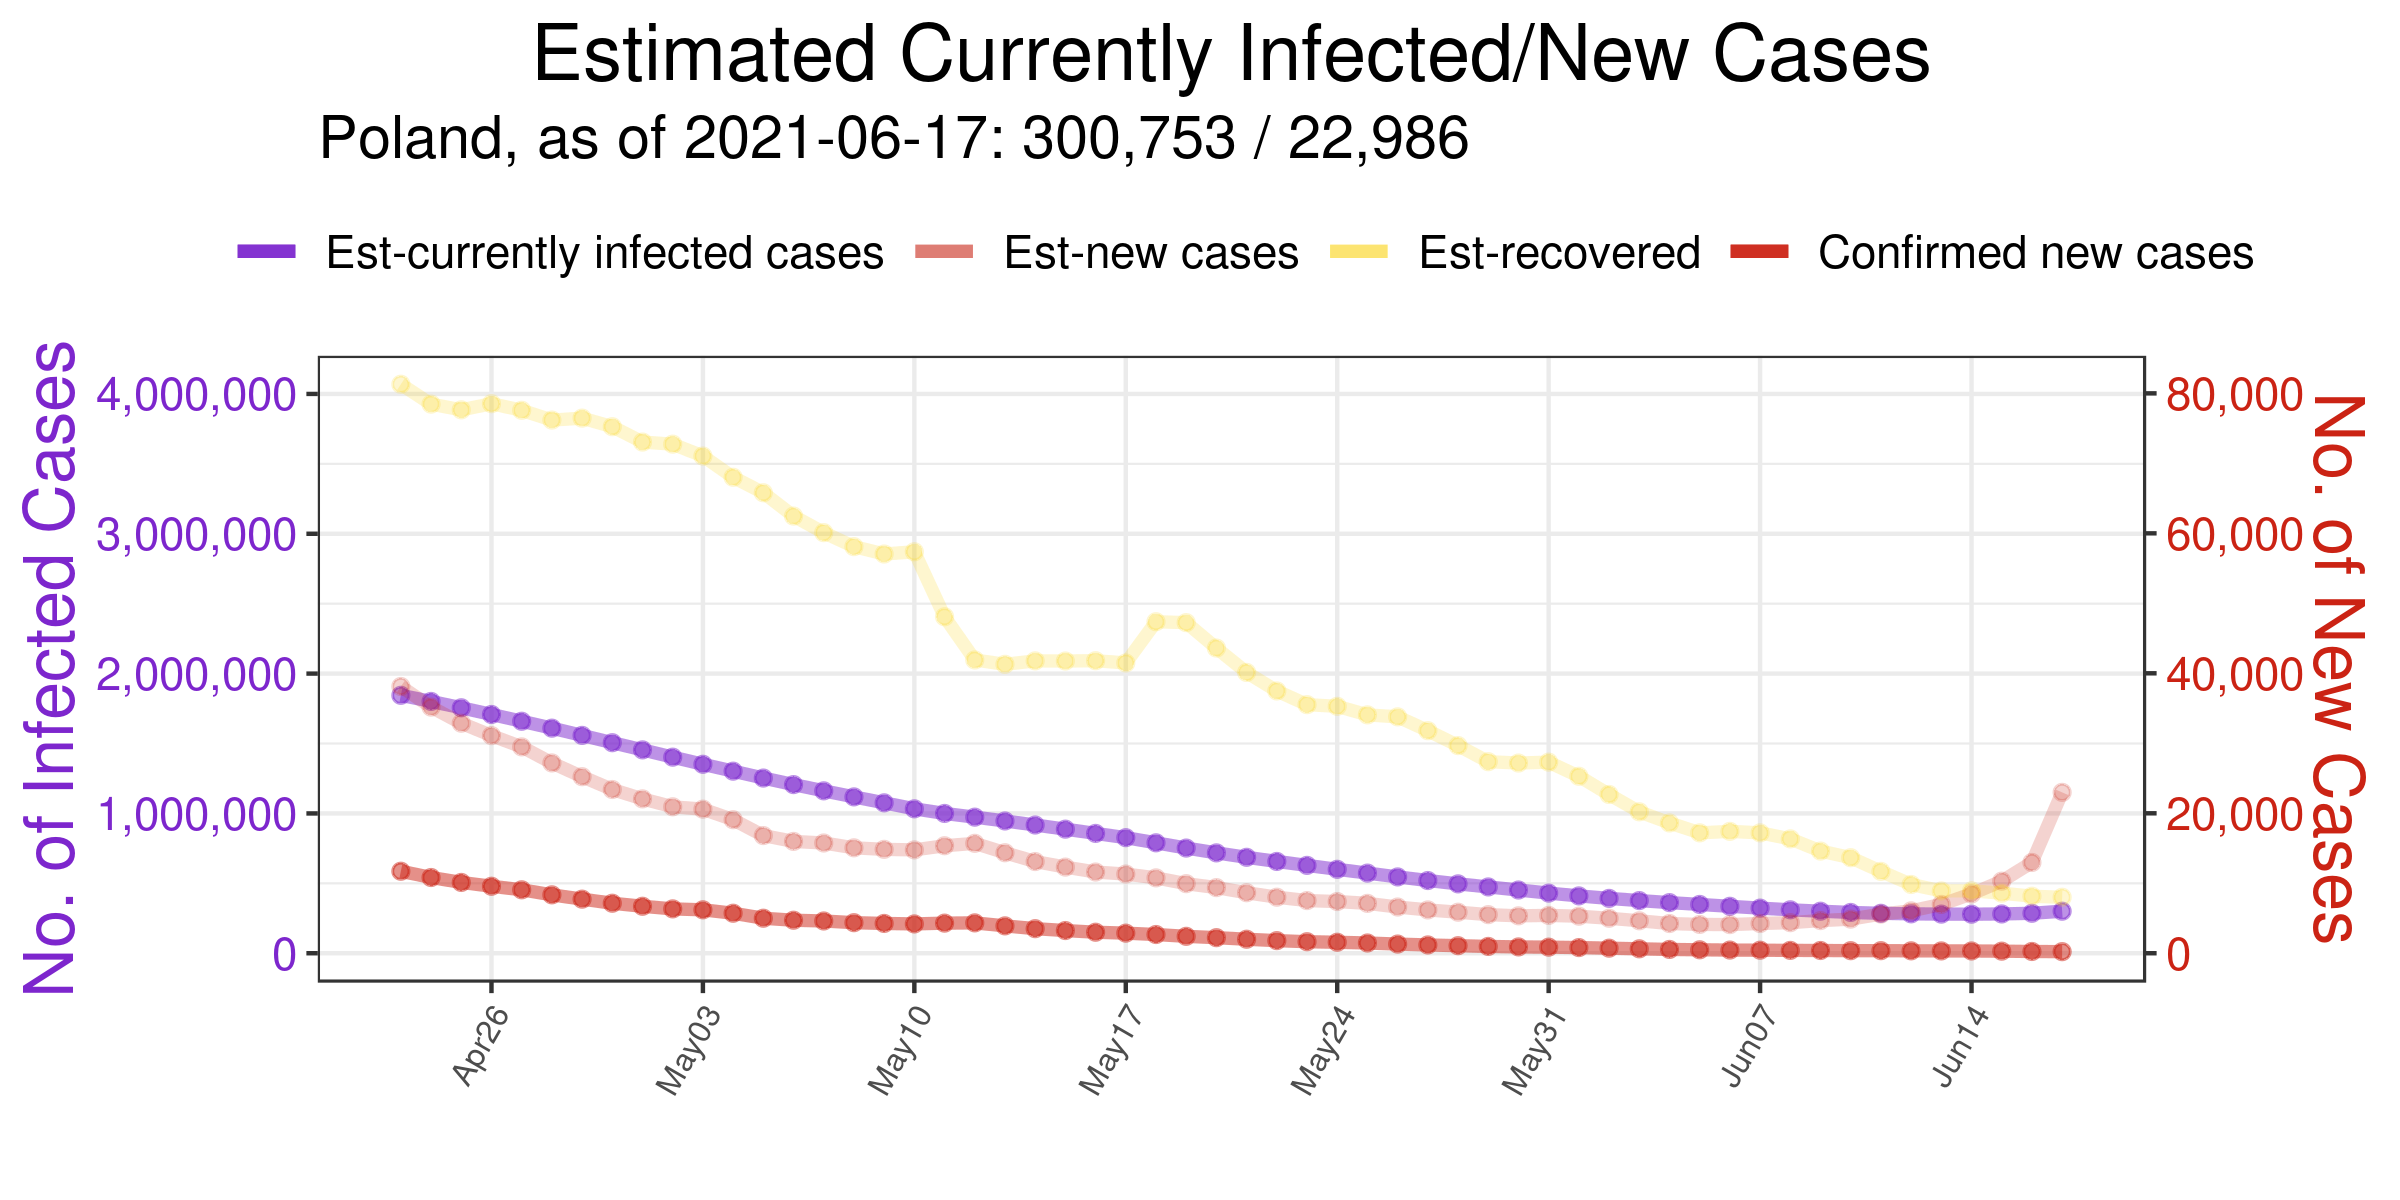 Estimated Currently Infected/New Cases
Poland, as of 2021-06-17: 300,753 / 22,986
Est-currently infected cases Est-new cases Est-recovered Confirmed new cases
No. of Infected Cases
4,000,000
3,000,000
2,000,000
1,000,000
0
80,000
60,000
40,000
20,000
0
No. of New Cases
Apr26 May03 May10 May17 May24 May31 Jun07 Jun14